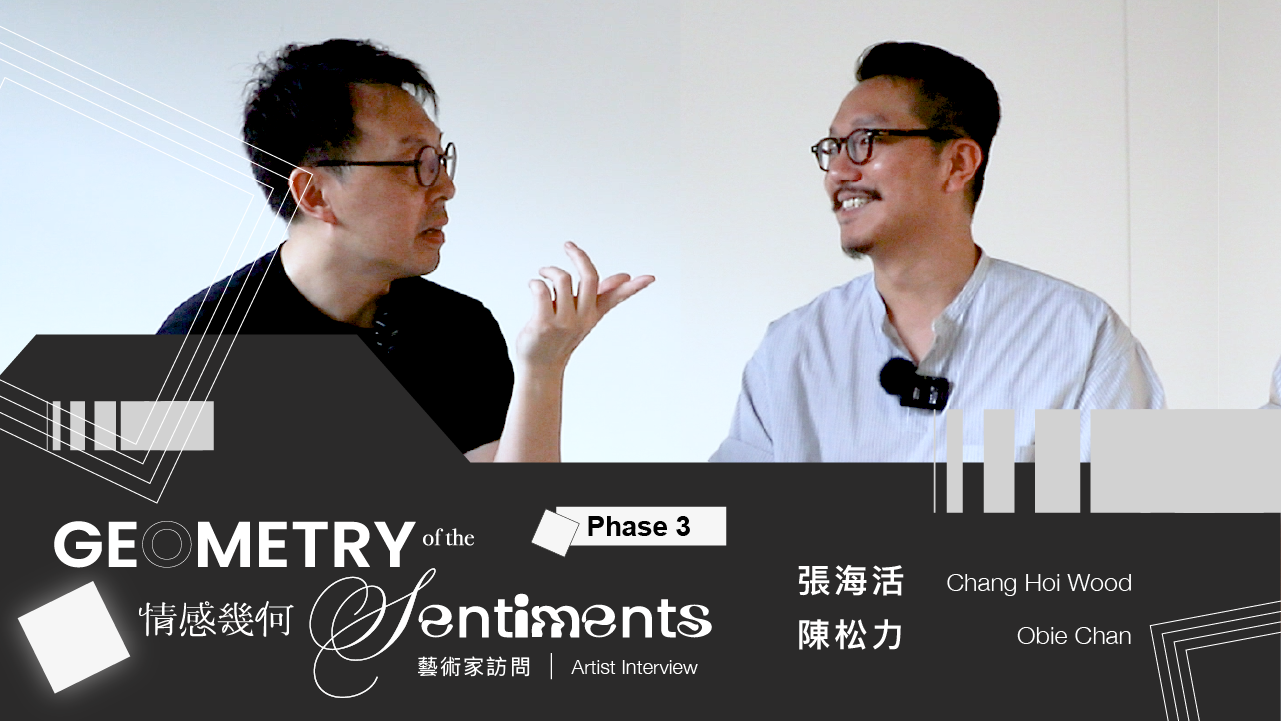 GEOMETRY of the
Phase 3
情感幾何 Sentiments
藝術家訪問 | Artist Interview
張海活 Chang Hoi Wood
陳松力 Obie Chan